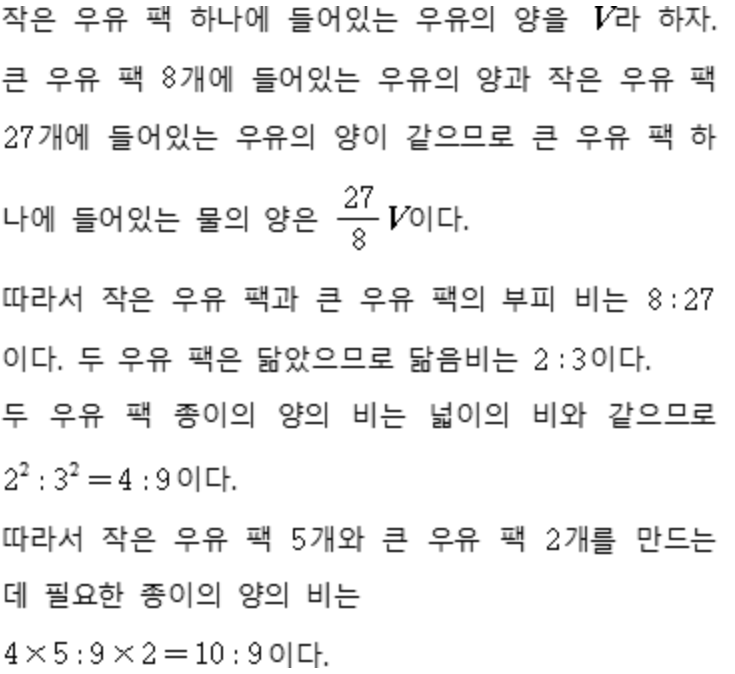 작은 우유 팩 하나에 들어있는 우유의 양을 V라 하자.
큰 우유 팩 8개에 들어있는 우유의 양과 작은 우유 팩
27개에 들어있는 우유의 양이 같으므로 큰 우유 팩 하
나에 들어있는 물의 양은 27/8 V이다.
따라서 작은 우유 팩과 큰 우유 팩의 부피 비는 8:27
이다. 두 우유 팩은 닮았으므로 닮음비는 2:3이다.
두 우유 팩 종이의 양의 비는 넓이의 비와 같으므로
2²:3²=4:9이다.
따라서 작은 우유 팩 5개와 큰 우유 팩 2개를 만드는
데 필요한 종이의 양의 비는
4×5:9×2=10:9이다.